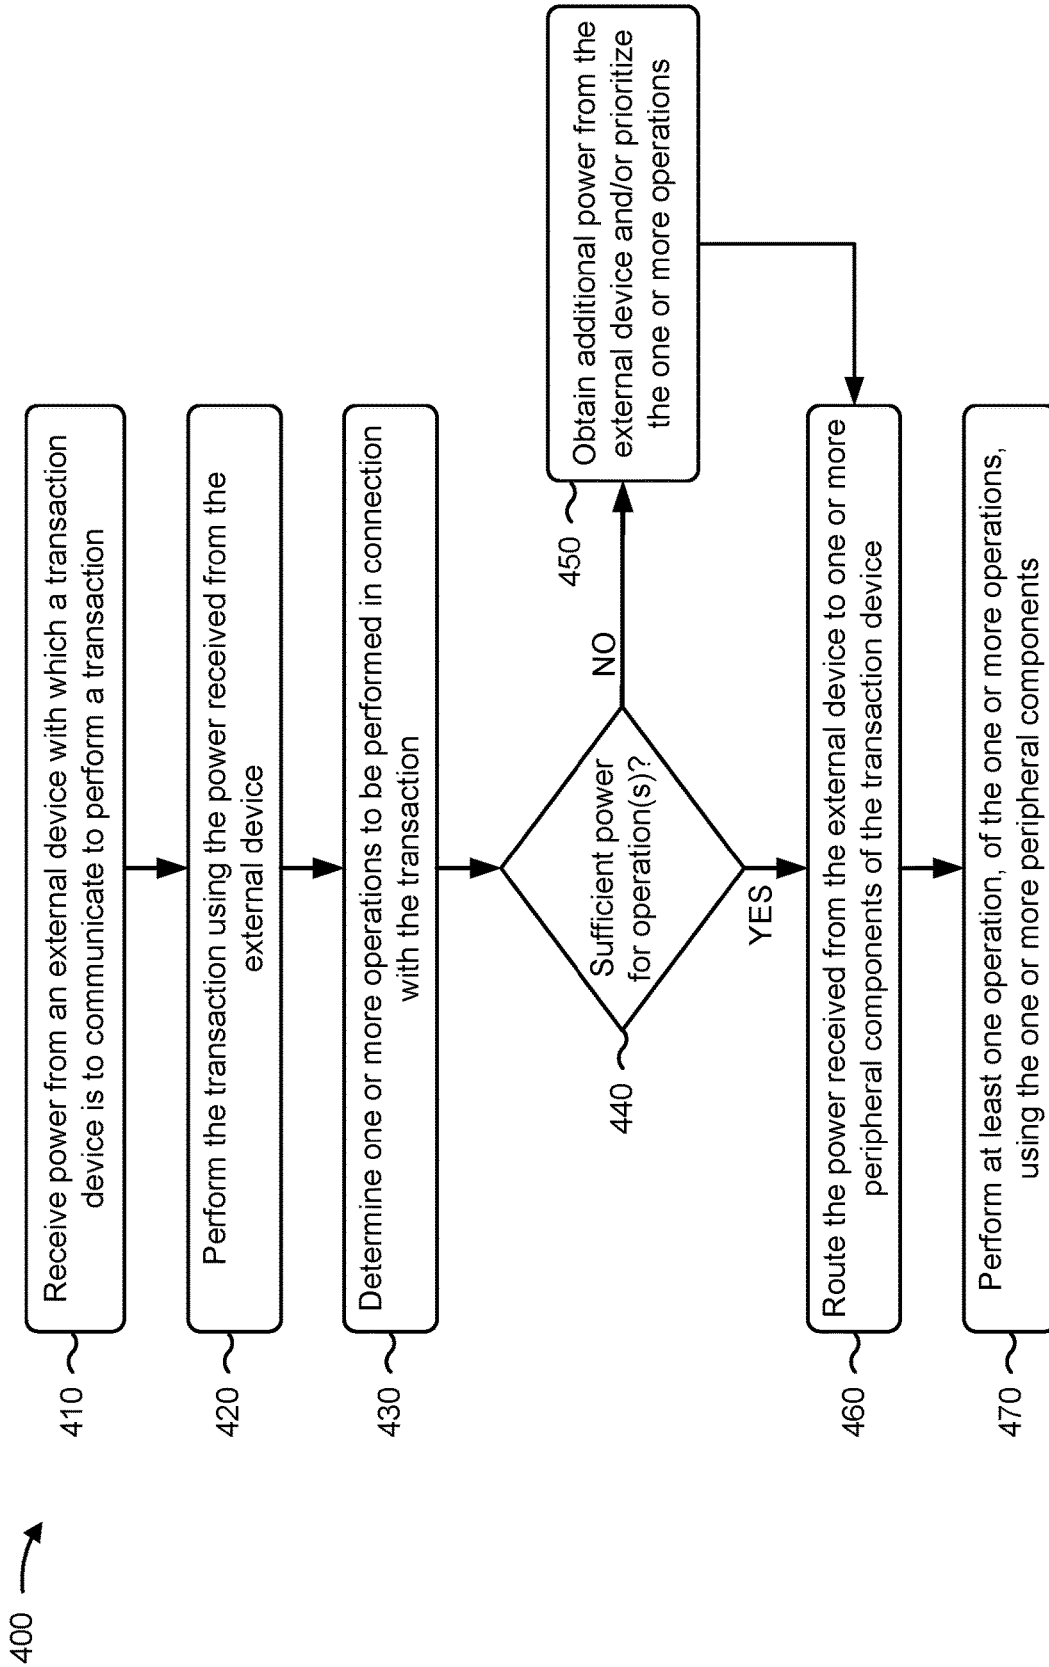 400
410
Receive power from an external device with which a transaction
device is to communicate to perform a transaction
420
Perform the transaction using the power received from the
external device
430
Determine one or more operations to be performed in connection
with the transaction
440
Sufficient power
for operation(s)?
NO
450
Obtain additional power from the
external device and/or prioritize
the one or more operations
YES
460
Route the power received from the external device to one or more
peripheral components of the transaction device
470
Perform at least one operation, of the one or more operations,
using the one or more peripheral components